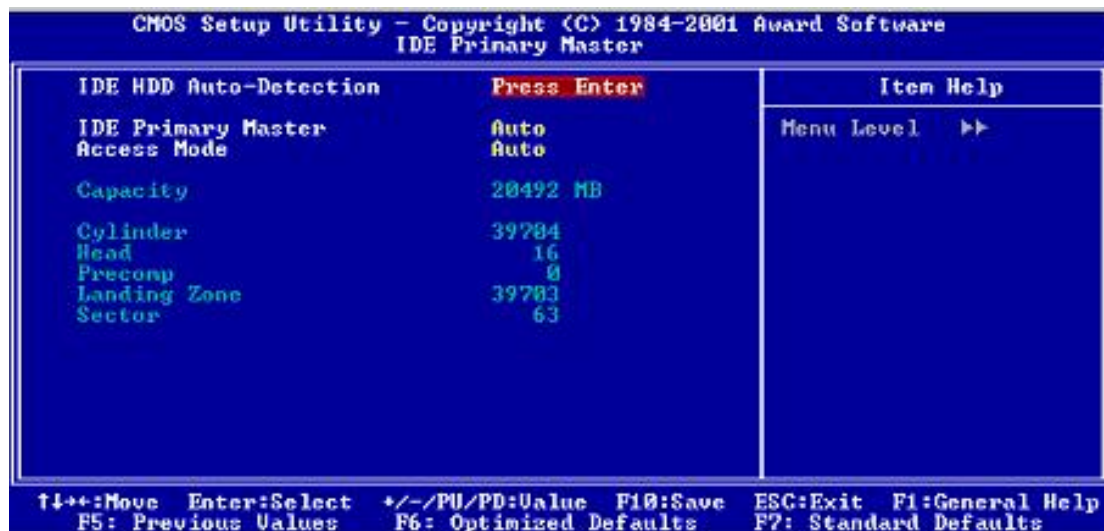 CMOS Setup Utility - Copyright (C) 1984-2001 Award Software
IDE Primary Master
IDE HDD Auto-Detection Press Enter
Item Help
IDE Primary Master Auto
Menu Level ▶▶
Access Mode Auto
Capacity 20492 MB
Cylinder 39704
Head 16
Precomp 0
Landing Zone 39703
Sector 63
↑↓→←:Move Enter:Select +/-/PU/PD:Value F10:Save ESC:Exit F1:General Help
F5: Previous Values F6: Optimized Defaults F7: Standard Defaults